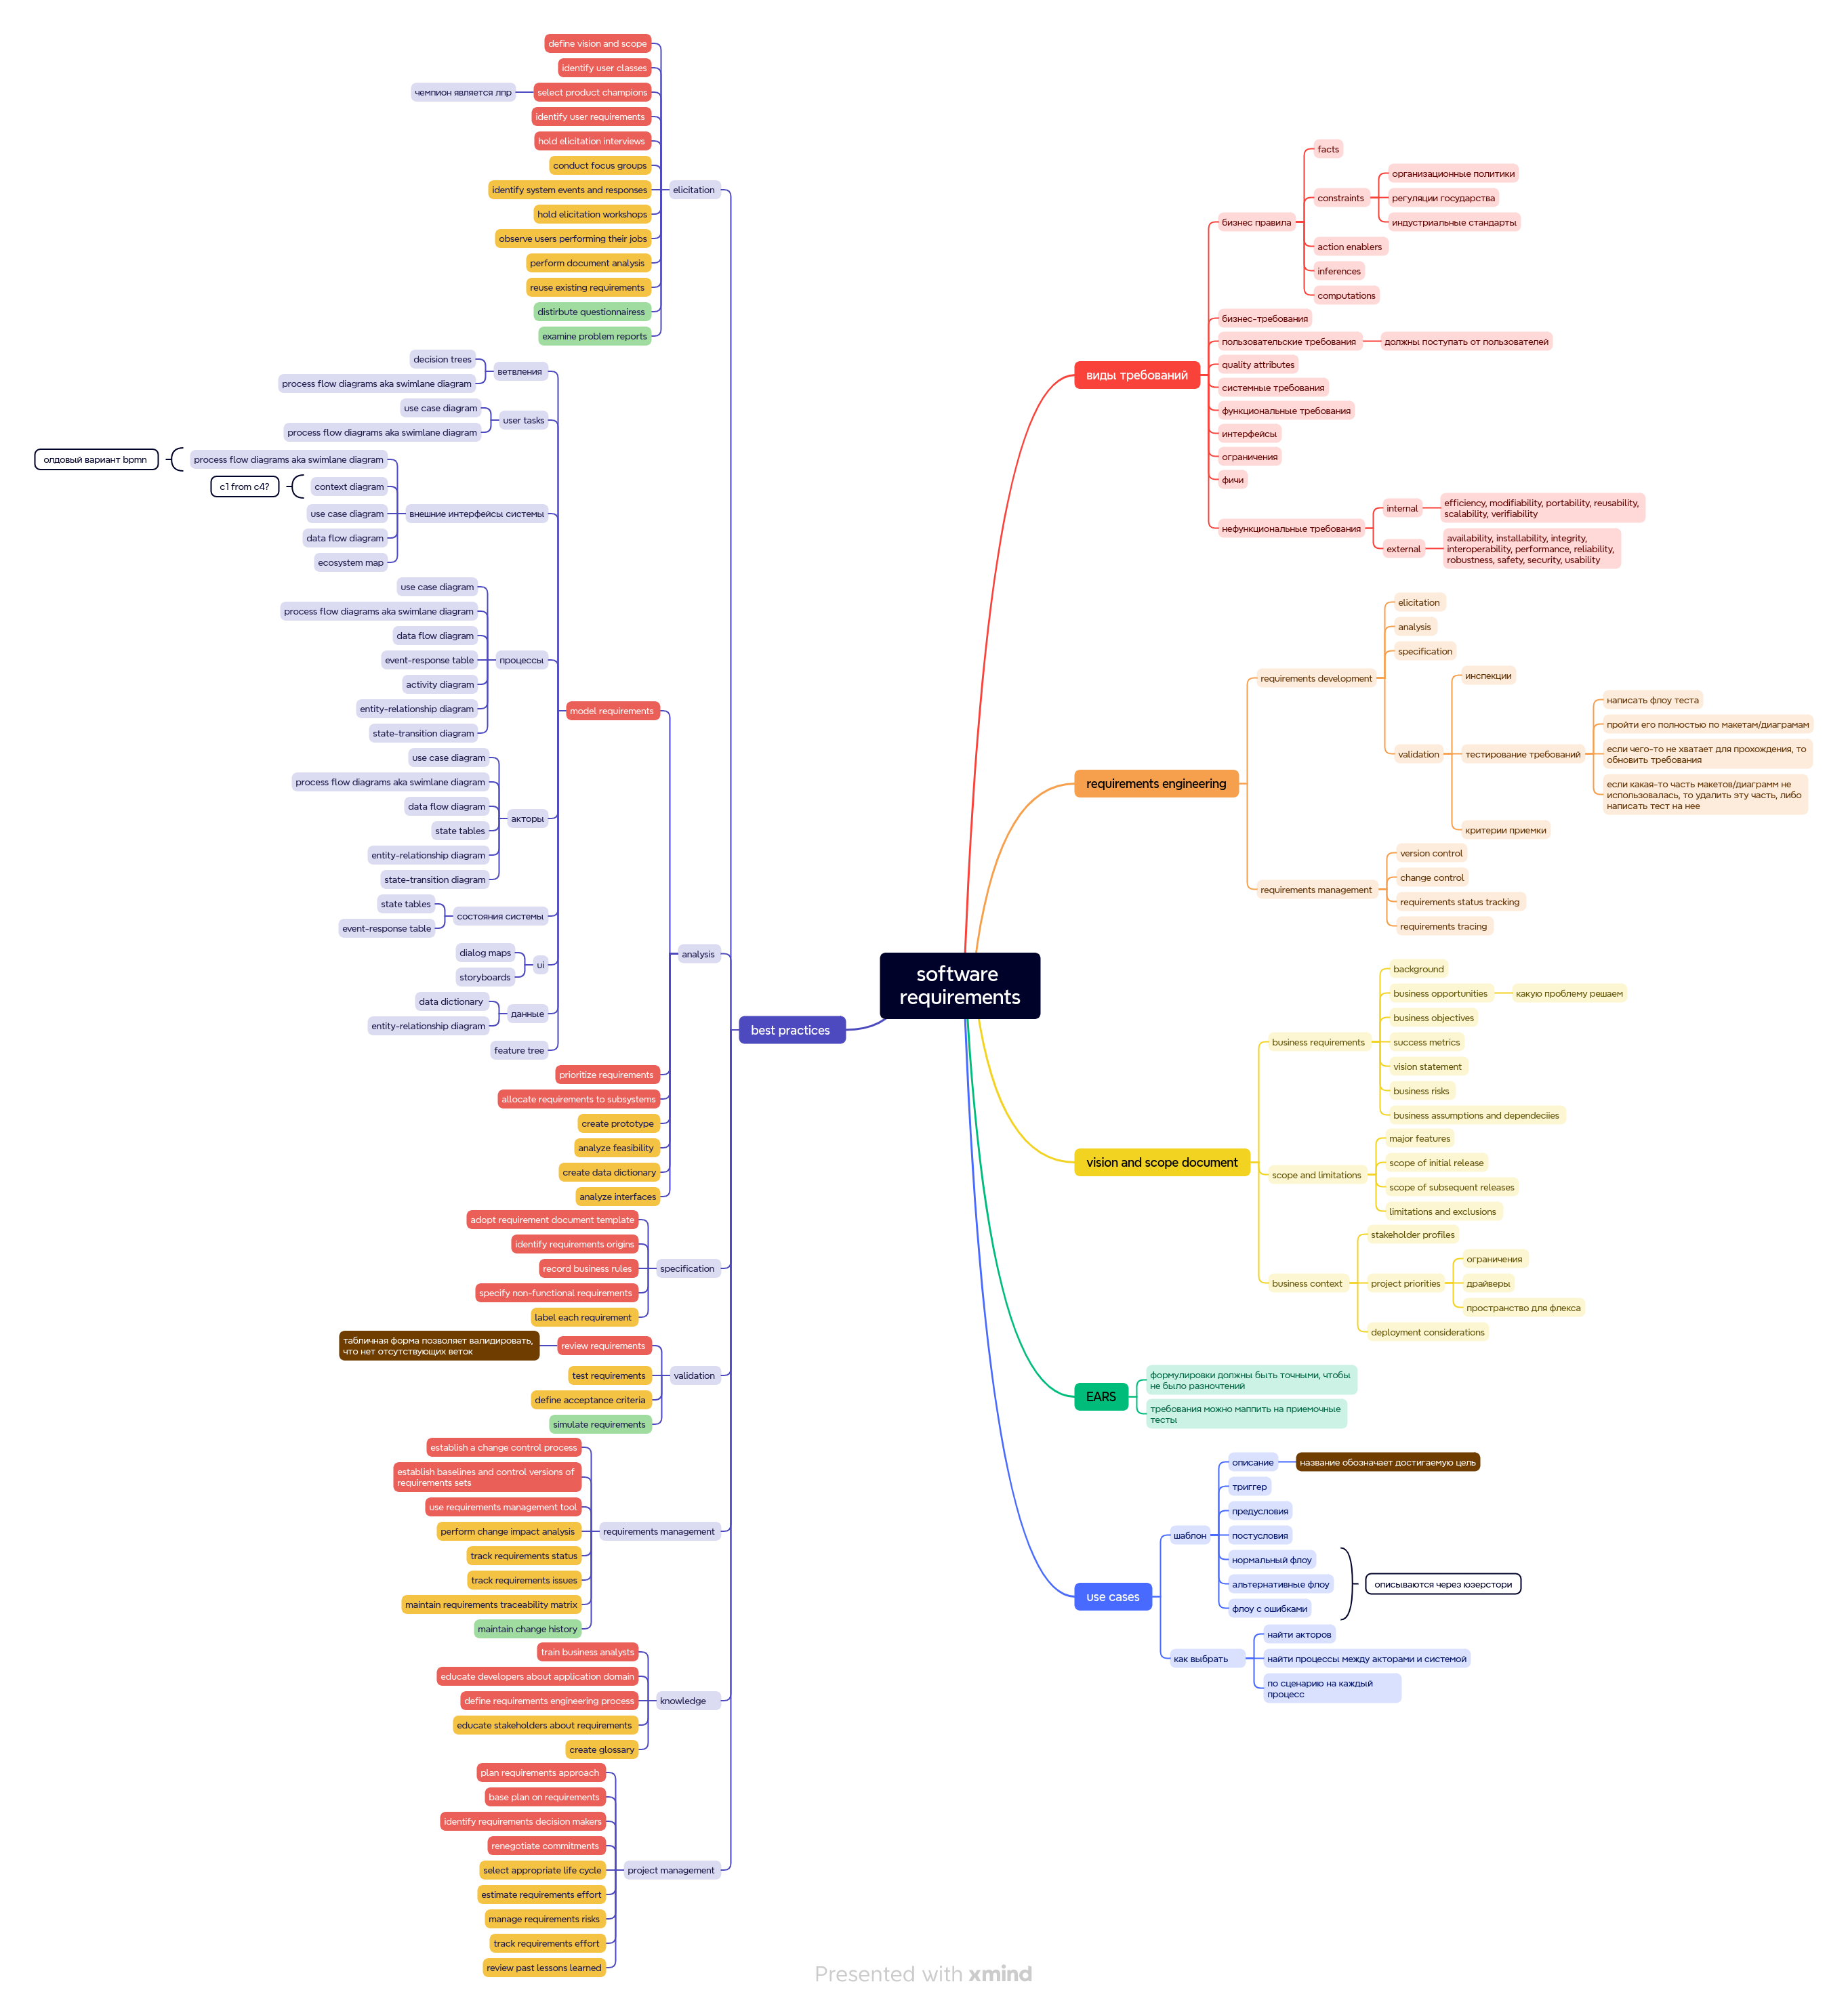 software
requirements
виды требований
бизнес правила
facts
constraints
организационные политики
регуляции государства
индустриальные стандарты
action enablers
inferences
computations
бизнес-требования
пользовательские требования
должны поступать от пользователей
quality attributes
системные требования
функциональные требования
интерфейсы
ограничения
фичи
нефункциональные требования
internal
efficiency, modifiability, portability, reusability,
scalability, verifiability
external
availability, installability, integrity,
interoperability, performance, reliability,
robustness, safety, security, usability
requirements engineering
requirements development
elicitation
analysis
specification
validation
инспекции
тестирование требований
написать флоу теста
пройти его полностью по макетам/диаграмам
если чего-то не хватает для прохождения, то
обновить требования
если какая-то часть макетов/диаграмм не
использовалась, то удалить эту часть, либо
написать тест на нее
критерии приемки
requirements management
version control
change control
requirements status tracking
requirements tracing
vision and scope document
business requirements
background
business opportunities
какую проблему решаем
business objectives
success metrics
vision statement
business risks
business assumptions and dependeciies
scope and limitations
major features
scope of initial release
scope of subsequent releases
limitations and exclusions
business context
stakeholder profiles
project priorities
ограничения
драйверы
пространство для флекса
deployment considerations
EARS
формулировки должны быть точными, чтобы
не было разночтений
требования можно маппить на приемочные
тесты
use cases
шаблон
описание
название обозначает достигаемую цель
триггер
предусловия
постусловия
нормальный флоу
альтернативные флоу
флоу с ошибками
описываются через юзерстори
как выбрать
найти акторов
найти процессы между акторами и системой
по сценарию на каждый
процесс
best practices
elicitation
define vision and scope
identify user classes
select product champions
чемпион является лпр
identify user requirements
hold elicitation interviews
conduct focus groups
identify system events and responses
hold elicitation workshops
observe users performing their jobs
perform document analysis
reuse existing requirements
distirbute questionnairess
examine problem reports
analysis
model requirements
ветвления
decision trees
process flow diagrams aka swimlane diagram
user tasks
use case diagram
process flow diagrams aka swimlane diagram
внешние интерфейсы системы
process flow diagrams aka swimlane diagram
олдовый вариант bpmn
context diagram
c1 from c4?
use case diagram
data flow diagram
ecosystem map
процессы
use case diagram
process flow diagrams aka swimlane diagram
data flow diagram
event-response table
activity diagram
entity-relationship diagram
state-transition diagram
акторы
use case diagram
process flow diagrams aka swimlane diagram
data flow diagram
state tables
entity-relationship diagram
state-transition diagram
состояния системы
state tables
event-response table
ui
dialog maps
storyboards
данные
data dictionary
entity-relationship diagram
feature tree
prioritize requirements
allocate requirements to subsystems
create prototype
analyze feasibility
create data dictionary
analyze interfaces
specification
adopt requirement document template
identify requirements origins
record business rules
specify non-functional requirements
label each requirement
validation
review requirements
табличная форма позволяет валидировать,
что нет отсутствующих веток
test requirements
define acceptance criteria
simulate requirements
requirements management
establish a change control process
establish baselines and control versions of
requirements sets
use requirements management tool
perform change impact analysis
track requirements status
track requirements issues
maintain requirements traceability matrix
maintain change history
knowledge
train business analysts
educate developers about application domain
define requirements engineering process
educate stakeholders about requirements
create glossary
project management
plan requirements approach
base plan on requirements
identify requirements decision makers
renegotiate commitments
select appropriate life cycle
estimate requirements effort
manage requirements risks
track requirements effort
review past lessons learned
Presented with xmind